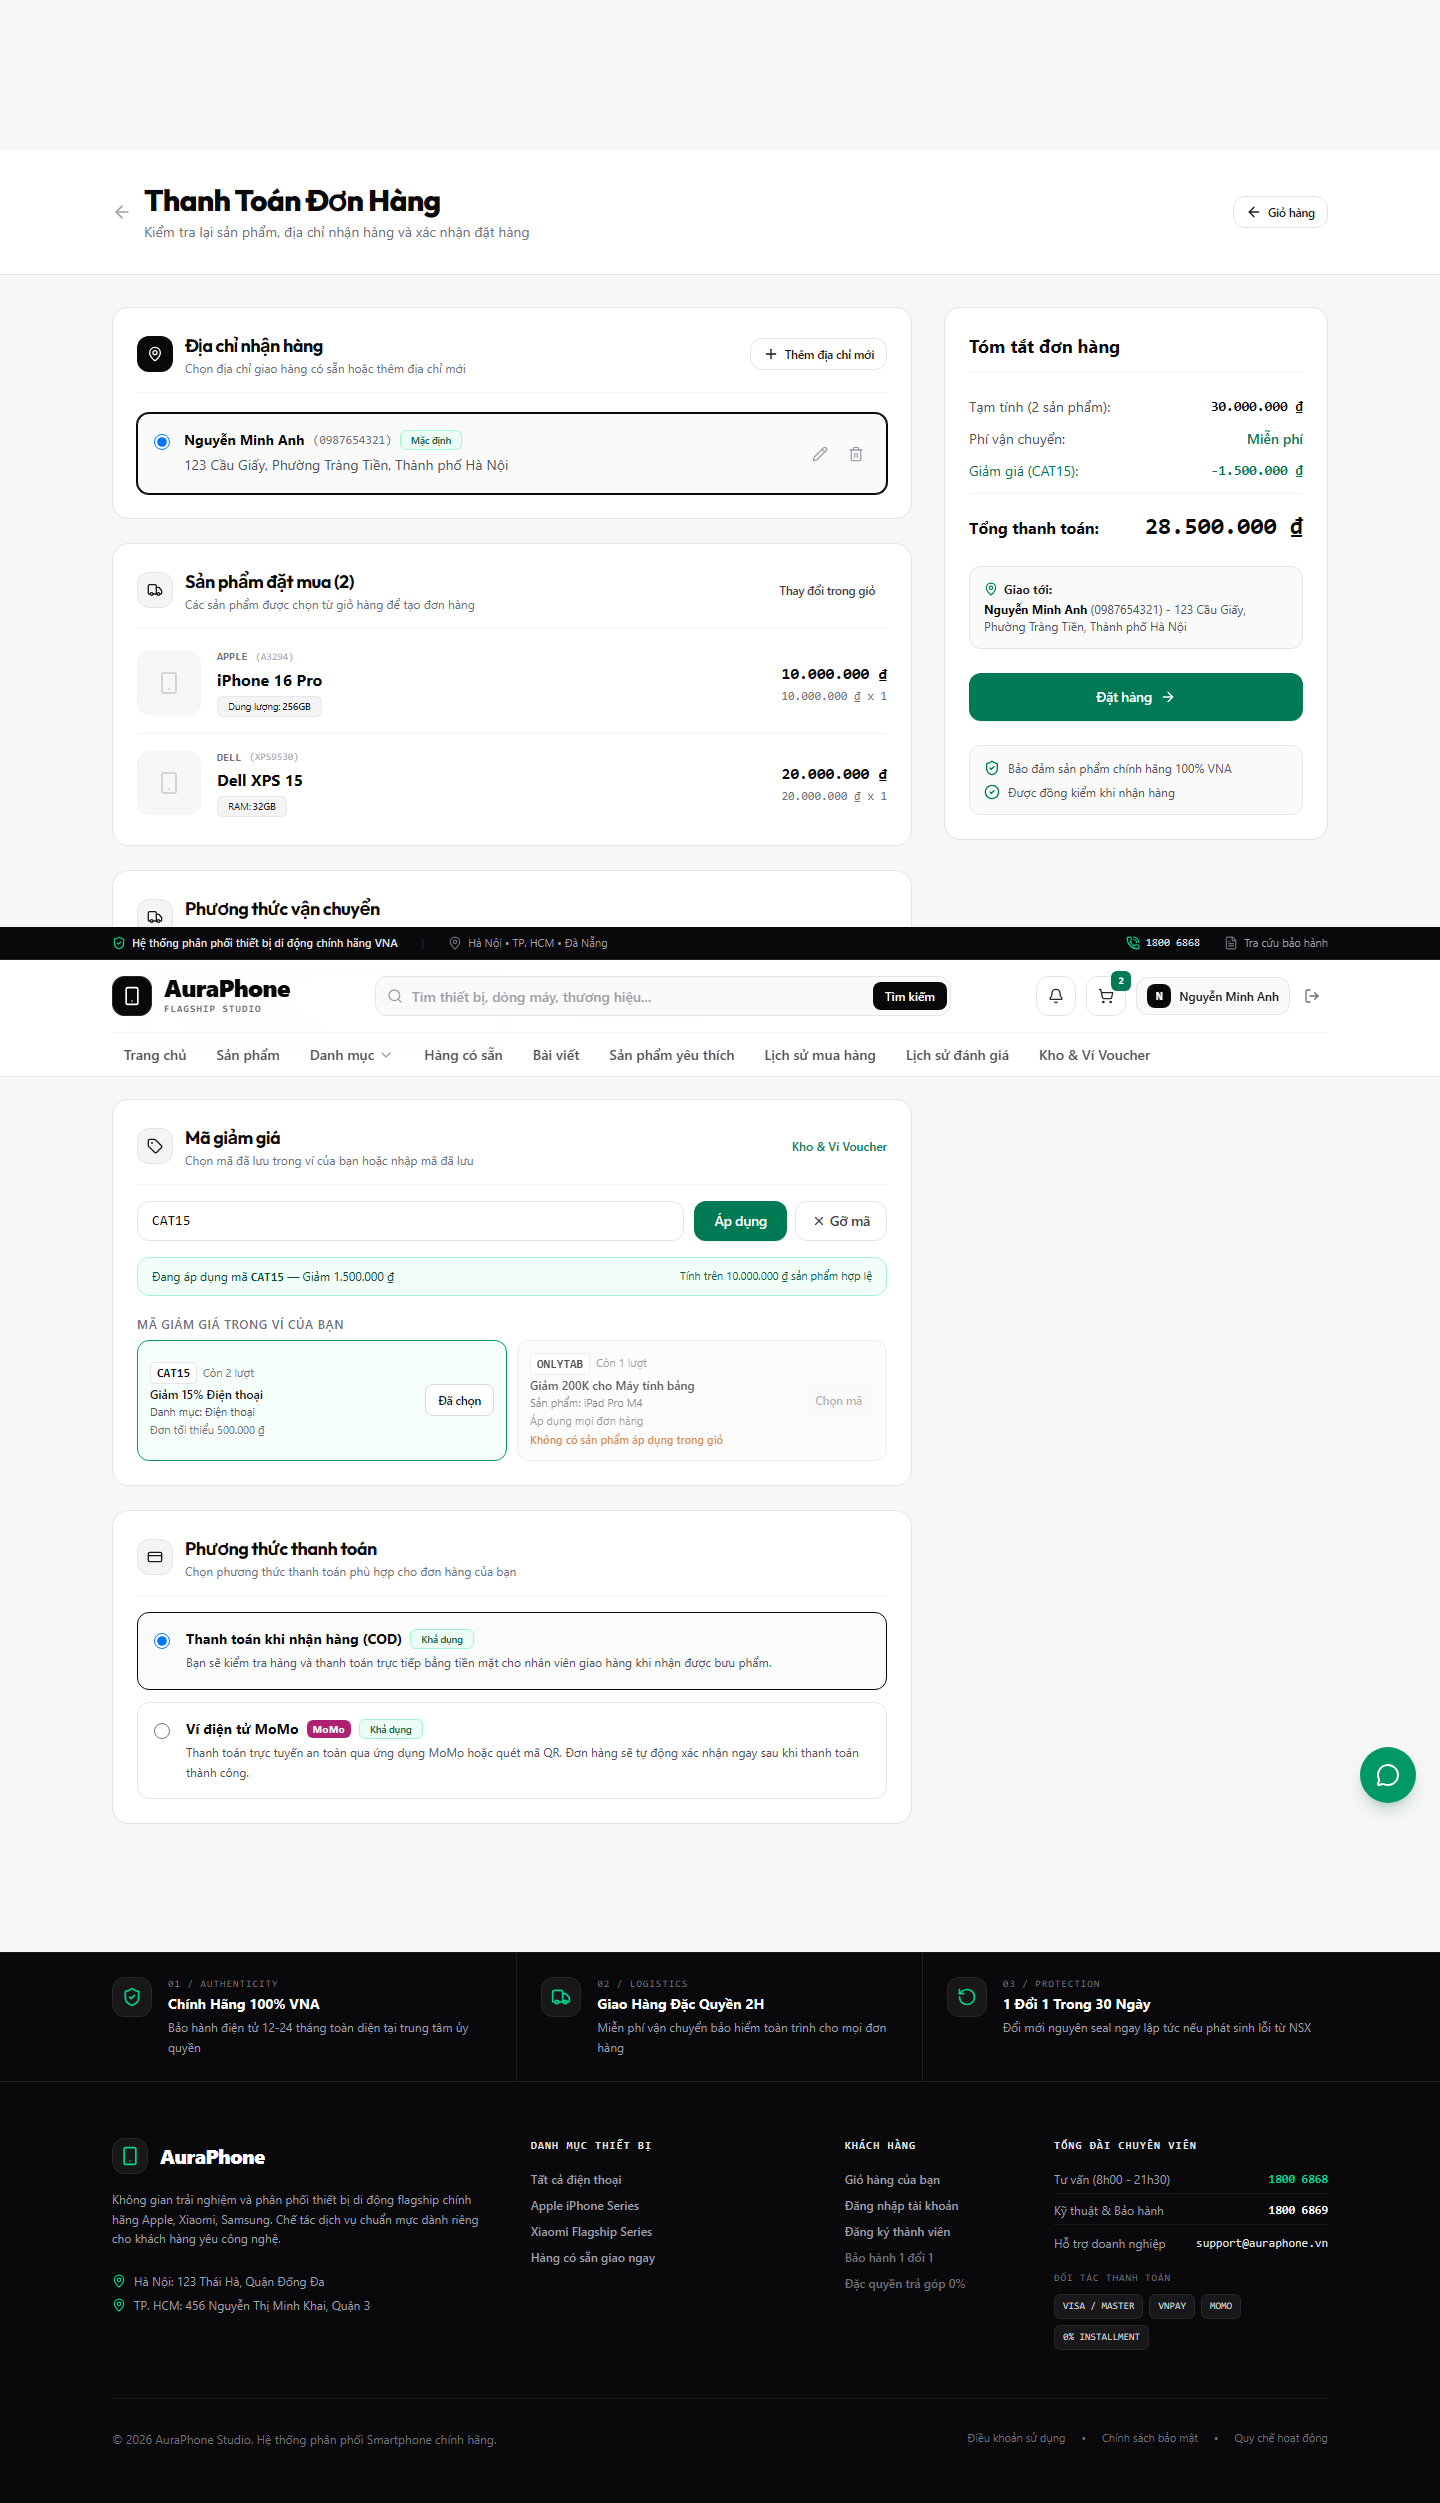 Thanh Toán Đơn Hàng
Kiểm tra lại sản phẩm, địa chỉ nhận hàng và xác nhận đặt hàng
Giỏ hàng
Địa chỉ nhận hàng
Chọn địa chỉ giao hàng có sẵn hoặc thêm địa chỉ mới
Thêm địa chỉ mới
Nguyễn Minh Anh (0987654321) Mặc định
123 Cầu Giấy, Phường Tràng Tiền, Thành phố Hà Nội
Sản phẩm đặt mua (2)
Các sản phẩm được chọn từ giỏ hàng để tạo đơn hàng
Thay đổi trong giỏ
APPLE (A3294)
iPhone 16 Pro
Dung lượng: 256GB
10.000.000 ₫
10.000.000 ₫ x 1
DELL (XPS9530)
Dell XPS 15
RAM: 32GB
20.000.000 ₫
20.000.000 ₫ x 1
Phương thức vận chuyển
Tóm tắt đơn hàng
Tạm tính (2 sản phẩm): 30.000.000 ₫
Phí vận chuyển: Miễn phí
Giảm giá (CAT15): -1.500.000 ₫
Tổng thanh toán: 28.500.000 ₫
Giao tới:
Nguyễn Minh Anh (0987654321) - 123 Cầu Giấy,
Phường Tràng Tiền, Thành phố Hà Nội
Đặt hàng
Bảo đảm sản phẩm chính hãng 100% VNA
Được đồng kiểm khi nhận hàng
Hệ thống phân phối thiết bị di động chính hãng VNA
Hà Nội • TP. HCM • Đà Nẵng
1800 6868
Tra cứu bảo hành
AuraPhone
FLAGSHIP STUDIO
Tìm thiết bị, dòng máy, thương hiệu...
Tìm kiếm
2
N
Nguyễn Minh Anh
Trang chủ
Sản phẩm
Danh mục
Hàng có sẵn
Bài viết
Sản phẩm yêu thích
Lịch sử mua hàng
Lịch sử đánh giá
Kho & Ví Voucher
Mã giảm giá
Chọn mã đã lưu trong ví của bạn hoặc nhập mã đã lưu
Kho & Ví Voucher
CAT15
Áp dụng
Gỡ mã
Đang áp dụng mã CAT15 — Giảm 1.500.000 ₫
Tính trên 10.000.000 ₫ sản phẩm hợp lệ
MÃ GIẢM GIÁ TRONG VÍ CỦA BẠN
CAT15 Còn 2 lượt
Giảm 15% Điện thoại
Danh mục: Điện thoại
Đơn tối thiểu 500.000 ₫
Đã chọn
ONLYTAB Còn 1 lượt
Giảm 200K cho Máy tính bảng
Sản phẩm: iPad Pro M4
Áp dụng mọi đơn hàng
Không có sản phẩm áp dụng trong giỏ
Chọn mã
Phương thức thanh toán
Chọn phương thức thanh toán phù hợp cho đơn hàng của bạn
Thanh toán khi nhận hàng (COD) Khả dụng
Bạn sẽ kiểm tra hàng và thanh toán trực tiếp bằng tiền mặt cho nhân viên giao hàng khi nhận được bưu phẩm.
Ví điện tử MoMo MoMo Khả dụng
Thanh toán trực tuyến an toàn qua ứng dụng MoMo hoặc quét mã QR. Đơn hàng sẽ tự động xác nhận ngay sau khi thanh toán
thành công.
01 / AUTHENTICITY
Chính Hãng 100% VNA
Bảo hành điện tử 12-24 tháng toàn diện tại trung tâm ủy
quyền
02 / LOGISTICS
Giao Hàng Đặc Quyền 2H
Miễn phí vận chuyển bảo hiểm toàn trình cho mọi đơn
hàng
03 / PROTECTION
1 Đổi 1 Trong 30 Ngày
Đổi mới nguyên seal ngay lập tức nếu phát sinh lỗi từ NSX
AuraPhone
Không gian trải nghiệm và phân phối thiết bị di động flagship chính
hãng Apple, Xiaomi, Samsung. Chế tác dịch vụ chuẩn mực dành riêng
cho khách hàng yêu công nghệ.
Hà Nội: 123 Thái Hà, Quận Đống Đa
TP. HCM: 456 Nguyễn Thị Minh Khai, Quận 3
DANH MỤC THIẾT BỊ
Tất cả điện thoại
Apple iPhone Series
Xiaomi Flagship Series
Hàng có sẵn giao ngay
KHÁCH HÀNG
Giỏ hàng của bạn
Đăng nhập tài khoản
Đăng ký thành viên
Bảo hành 1 đổi 1
Đặc quyền trả góp 0%
TỔNG ĐÀI CHUYÊN VIÊN
Tư vấn (8h00 - 21h30) 1800 6868
Kỹ thuật & Bảo hành 1800 6869
Hỗ trợ doanh nghiệp support@auraphone.vn
ĐỐI TÁC THANH TOÁN
VISA / MASTER
VNPAY
MOMO
0% INSTALLMENT
© 2026 AuraPhone Studio. Hệ thống phân phối Smartphone chính hãng.
Điều khoản sử dụng • Chính sách bảo mật • Quy chế hoạt động